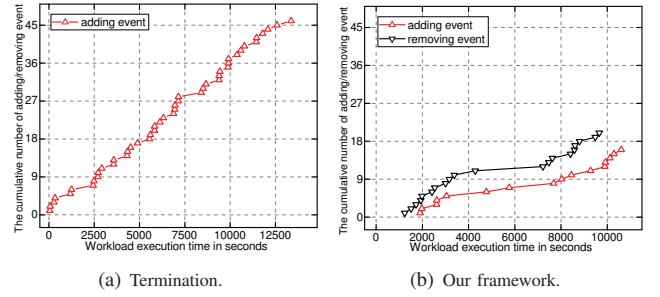 The cumulative number of adding/removing event
45
36
27
18
9
0
adding event
0
2500
5000
7500
10000
12500
Workload execution time in seconds
(a) Termination.
The cumulative number of adding/removing event
45
36
27
18
9
0
adding event
removing event
0
2000
4000
6000
8000
10000
Workload execution time in seconds
(b) Our framework.